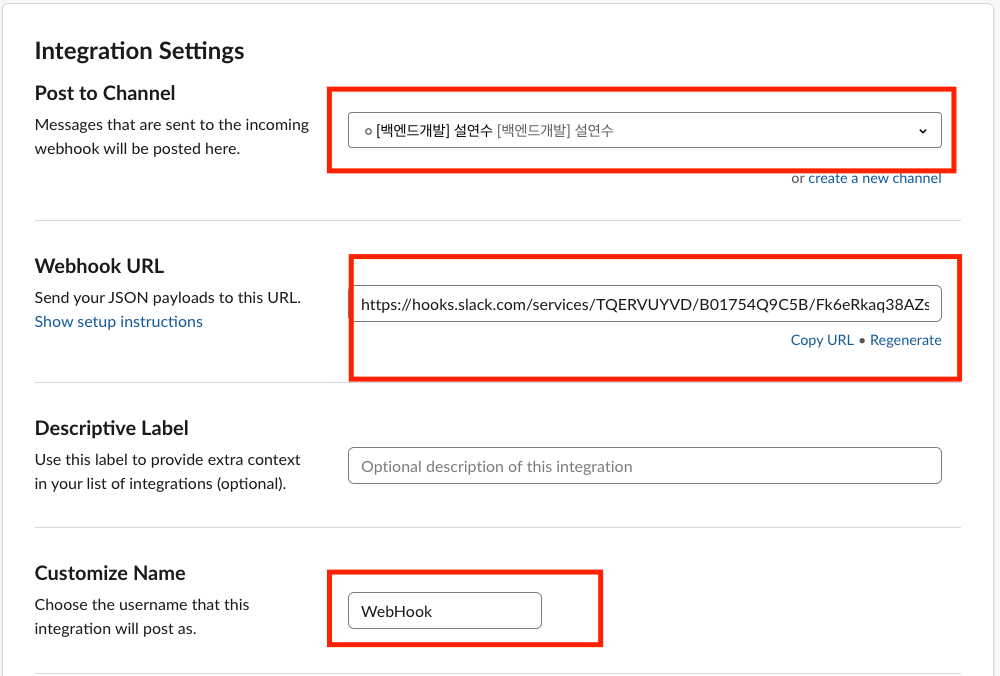 Integration Settings
Post to Channel
Messages that are sent to the incoming
webhook will be posted here.
[백엔드개발] 설연수 [백엔드개발] 설연수
or create a new channel
Webhook URL
Send your JSON payloads to this URL.
Show setup instructions
https://hooks.slack.com/services/TQERVUYVD/B01754Q9C5B/Fk6eRkaq38AZs
Copy URL • Regenerate
Descriptive Label
Use this label to provide extra context
in your list of integrations (optional).
Optional description of this integration
Customize Name
Choose the username that this
integration will post as.
WebHook